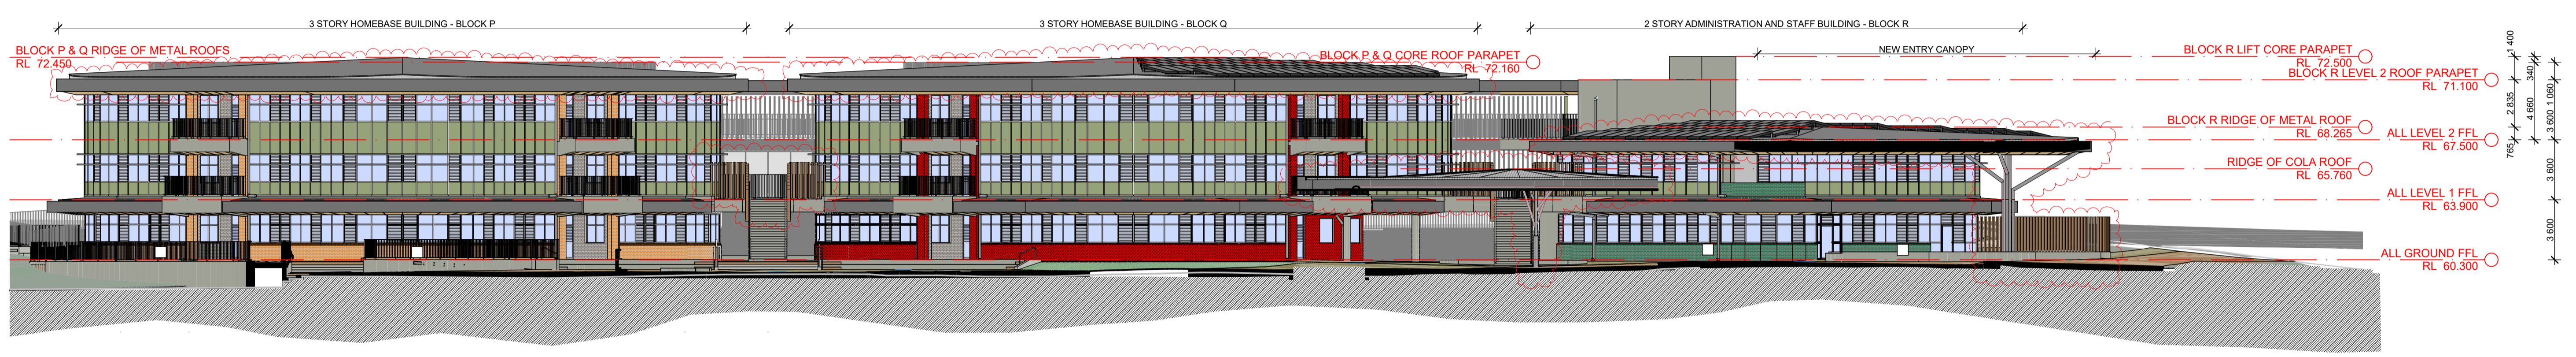 3 STORY HOMEBASE BUILDING - BLOCK P
3 STORY HOMEBASE BUILDING - BLOCK Q
2 STORY ADMINISTRATION AND STAFF BUILDING - BLOCK R
BLOCK P & Q RIDGE OF METAL ROOFS
RL 72.450
BLOCK P & Q CORE ROOF PARAPET
RL 72.160
NEW ENTRY CANOPY
BLOCK R LIFT CORE PARAPET
RL 72.500
BLOCK R LEVEL 2 ROOF PARAPET
RL 71.100
BLOCK R RIDGE OF METAL ROOF
RL 68.265
ALL LEVEL 2 FFL
RL 67.500
RIDGE OF COLA ROOF
RL 65.760
ALL LEVEL 1 FFL
RL 63.900
ALL GROUND FFL
RL 60.300
1 400
2 835
765
340
4 660
1 060
3 600
3 600
3 600